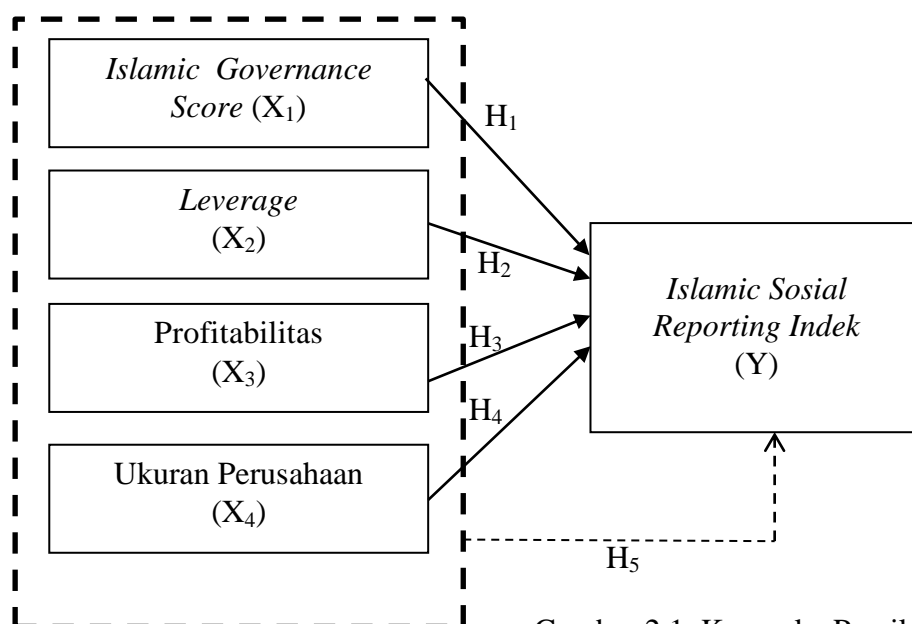 Islamic Governance
Score (X₁)
H₁
Leverage
(X₂)
H₂
Profitabilitas
(X₃)
H₃
Ukuran Perusahaan
(X₄)
H₄
Islamic Sosial
Reporting Indek
(Y)
H₅